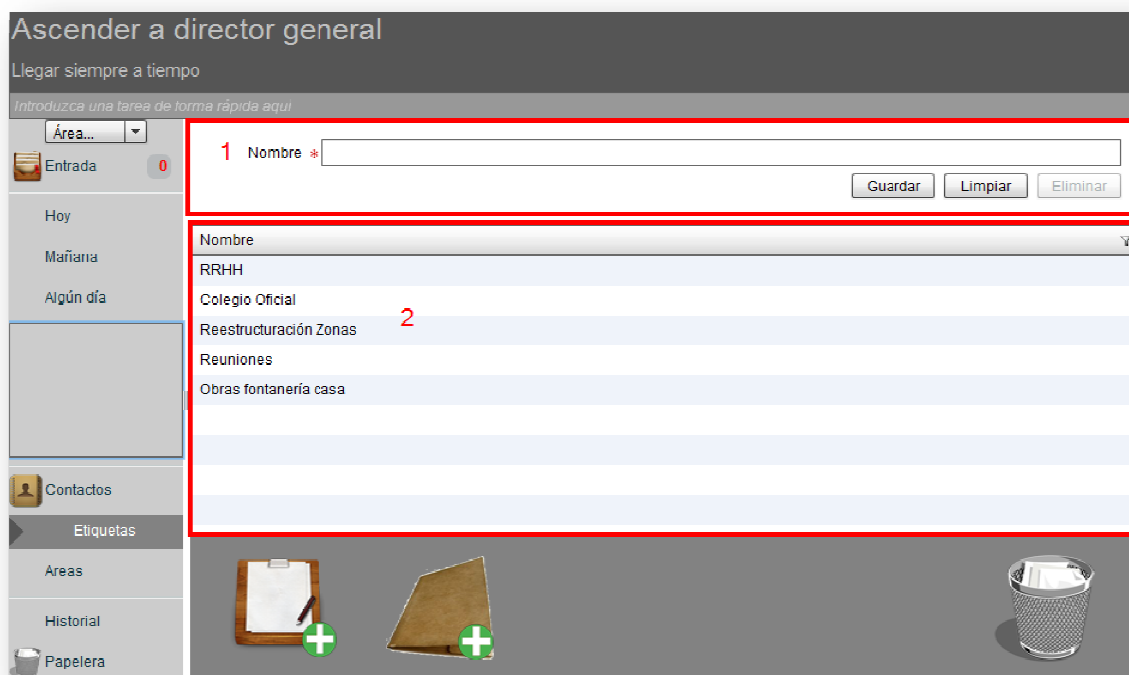 Ascender a director general
Llegar siempre a tiempo
Introduzca una tarea de forma rápida aqui
Área...
Entrada 0
Hoy
Mañana
Algún día
Contactos
Etiquetas
Areas
Historial
Papelera
1 Nombre *
Guardar Limpiar Eliminar
Nombre
RRHH
Colegio Oficial
2
Reestructuración Zonas
Reuniones
Obras fontanería casa